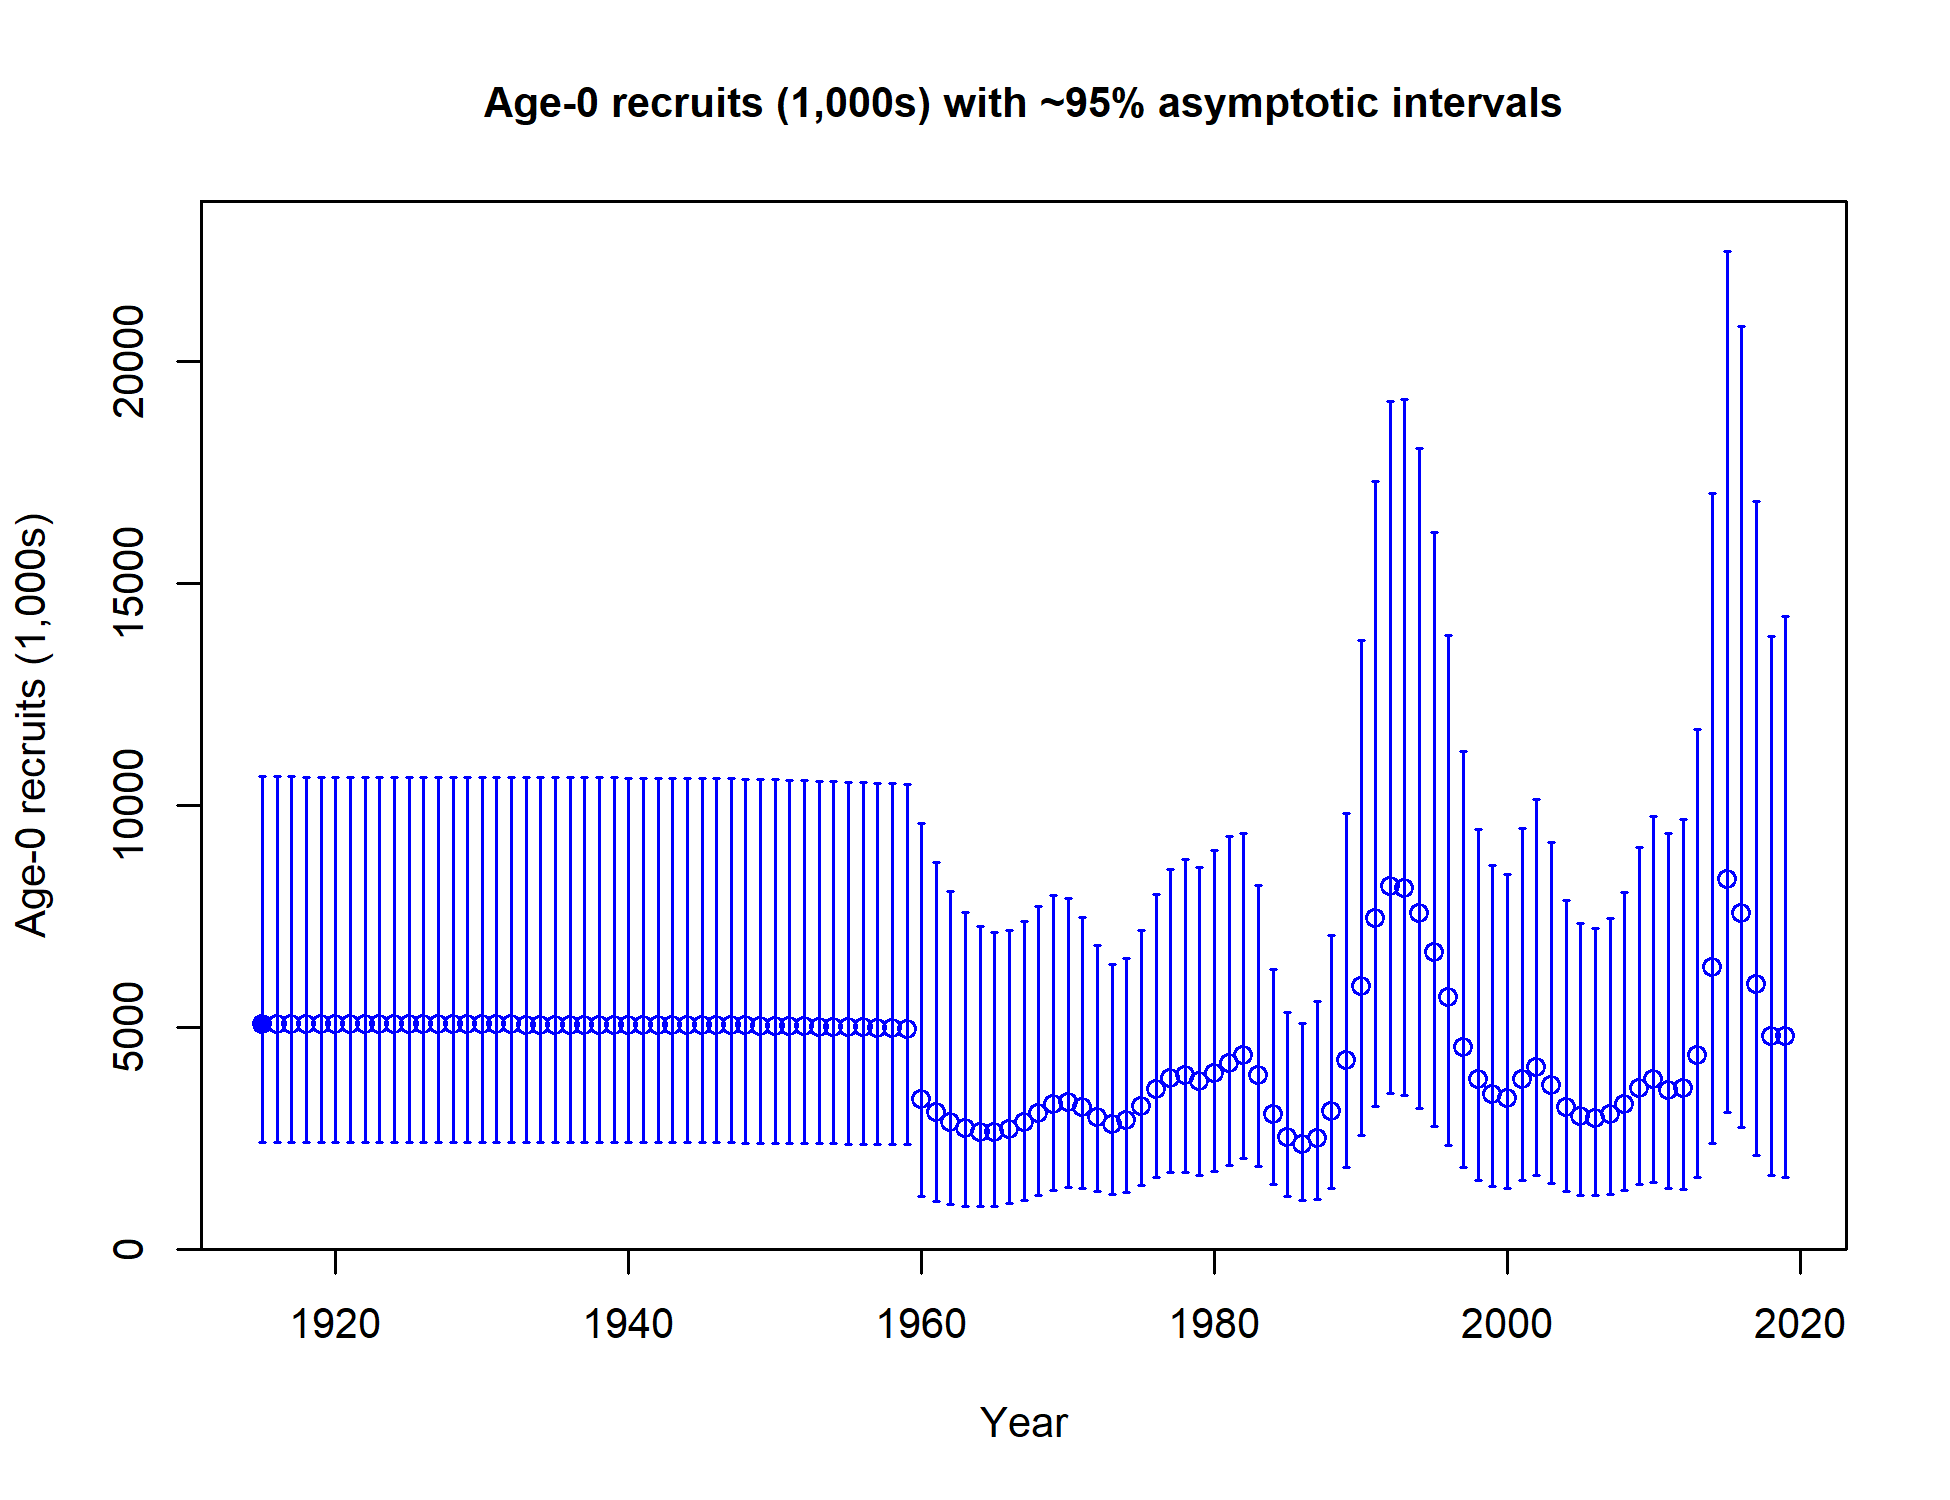 Age-0 recruits (1,000s) with ~95% asymptotic intervals
Age-0 recruits (1,000s)
20000
15000
10000
5000
0
1920 1940 1960 1980 2000 2020
Year